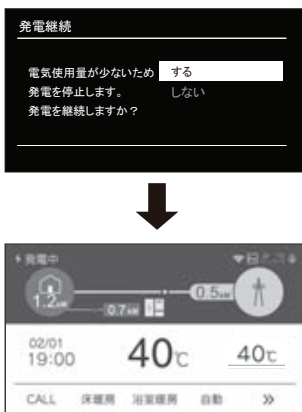 発電継続
電気使用量が少ないため
発電を停止します。
発電を継続しますか？
する
しない
発電中
1.2kW
0.7kW
0.5kW
02/01
19:00
40℃
40℃
CALL
床暖房
浴室暖房
自動
»